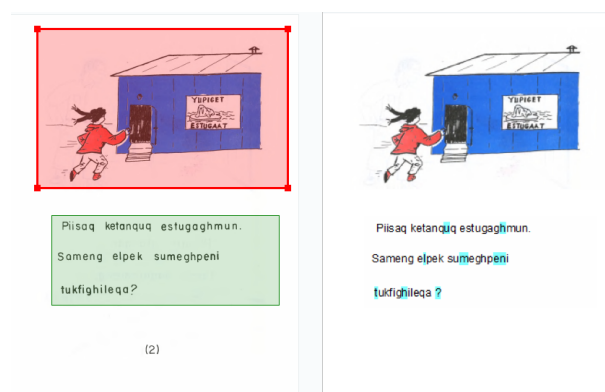 YUPIGET
ESTUGAAT
Piisaq ketanquq estugaghmun.
Sameng elpek sumeghpeni
tukfighileqa?
(2)
YUPIGET
ESTUGAAT
Piisaq ketanquq estugaghmun.
Sameng elpek sumeghpeni
tukfighileqa ?